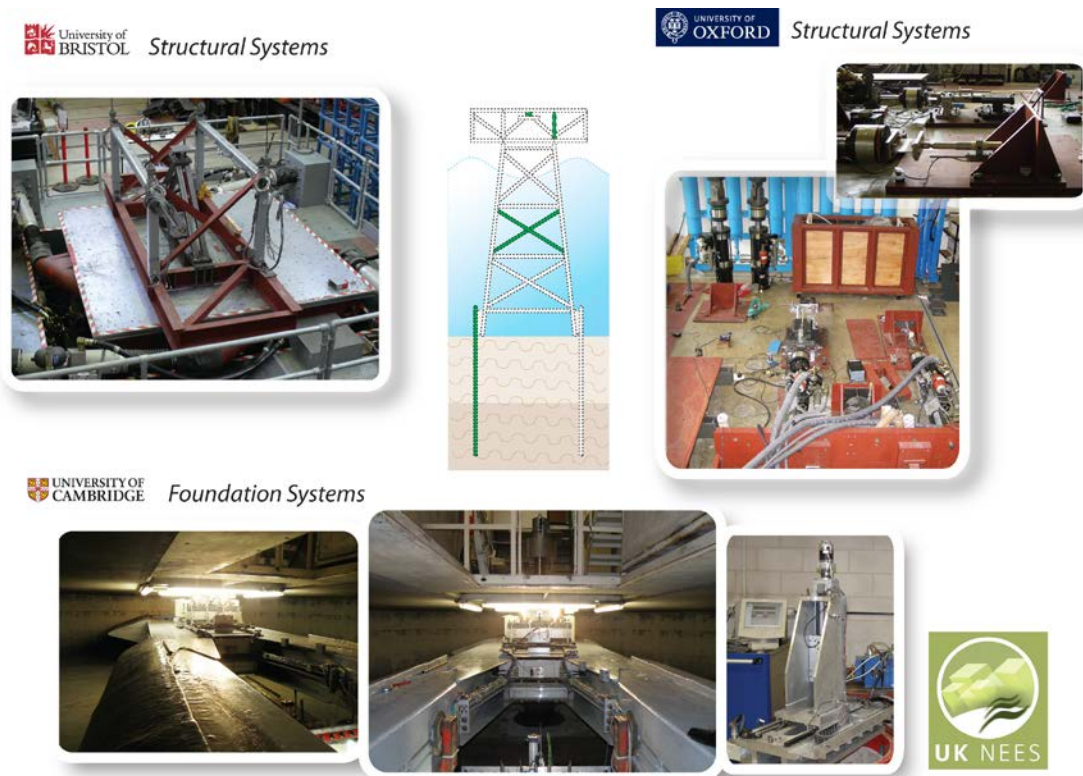 University of
BRISTOL
Structural Systems
UNIVERSITY OF
OXFORD
Structural Systems
UNIVERSITY OF
CAMBRIDGE
Foundation Systems
UK NEES